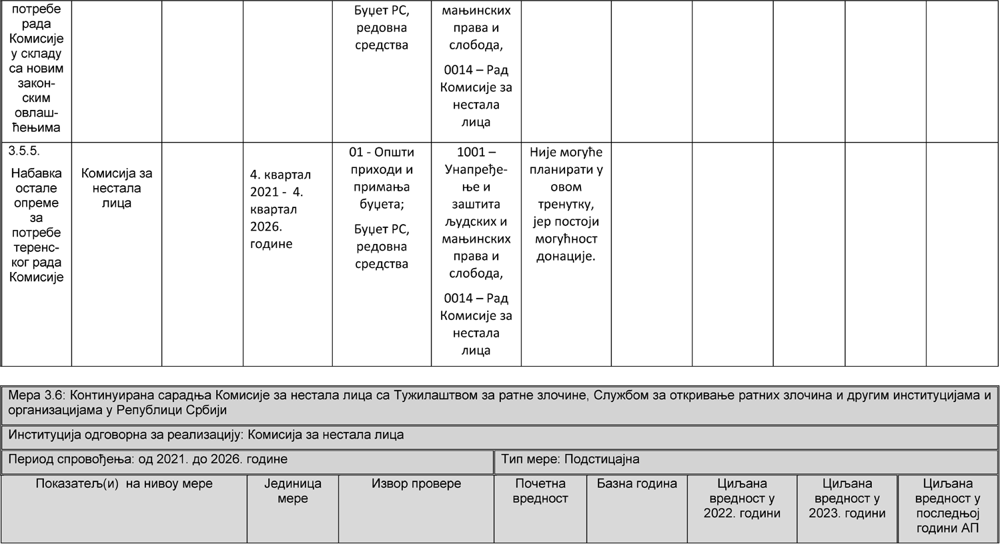 потребе
рада
Комисије
у складу
са новим
закон-
ским
овлаш-
ћењима
Буџет РС,
редовна
средства
мањинских
права и
слобода,
0014 – Рад
Комисије за
нестала
лица
3.5.5.
Набавка
остале
опреме
за
потребе
теренс-
ког рада
Комисије
Комисија за
нестала
лица
4. квартал
2021 - 4.
квартал
2026.
године
01 - Општи
приходи и
примања
буџета;
Буџет РС,
редовна
средства
1001 –
Унапређе-
ње и
заштита
људских и
мањинских
права и
слобода,
0014 – Рад
Комисије за
нестала
лица
Није могуће
планирати у
овом
тренутку,
јер постоји
могућност
донације.
Мера 3.6: Континуирана сарадња Комисије за нестала лица са Тужилаштвом за ратне злочине, Службом за откривање ратних злочина и другим институцијама и
организацијама у Републици Србији
Институција одговорна за реализацију: Комисија за нестала лица
Период спровођења: од 2021. до 2026. године
Тип мере: Подстицајна
Показатељ(и) на нивоу мере
Јединица
мере
Извор провере
Почетна
вредност
Базна година
Циљана
вредност у
2022. години
Циљана
вредност у
2023. години
Циљана
вредност у
последњој
години АП